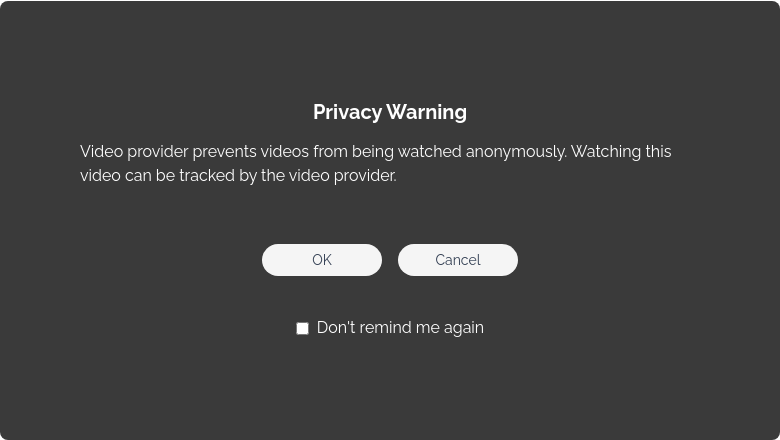 Privacy Warning
Video provider prevents videos from being watched anonymously. Watching this
video can be tracked by the video provider.
OK
Cancel
Don't remind me again